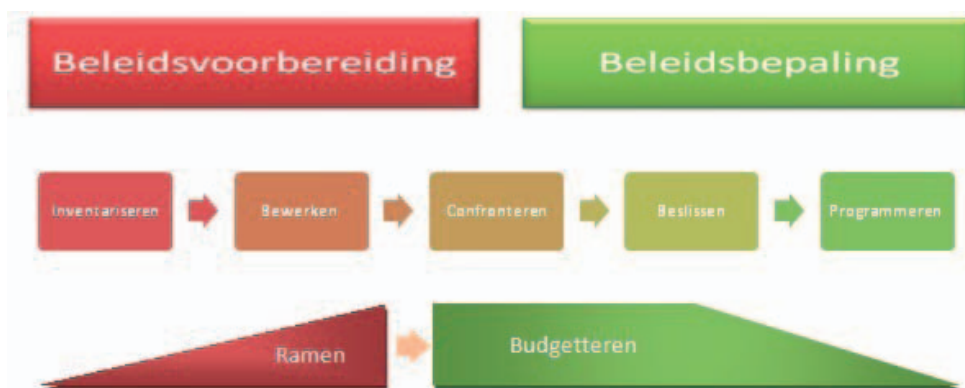 Beleidsvoorbereiding
Beleidsbepaling
Inventariseren
Bewerken
Confronteren
Beslissen
Programmeren
Ramen
Budgetteren